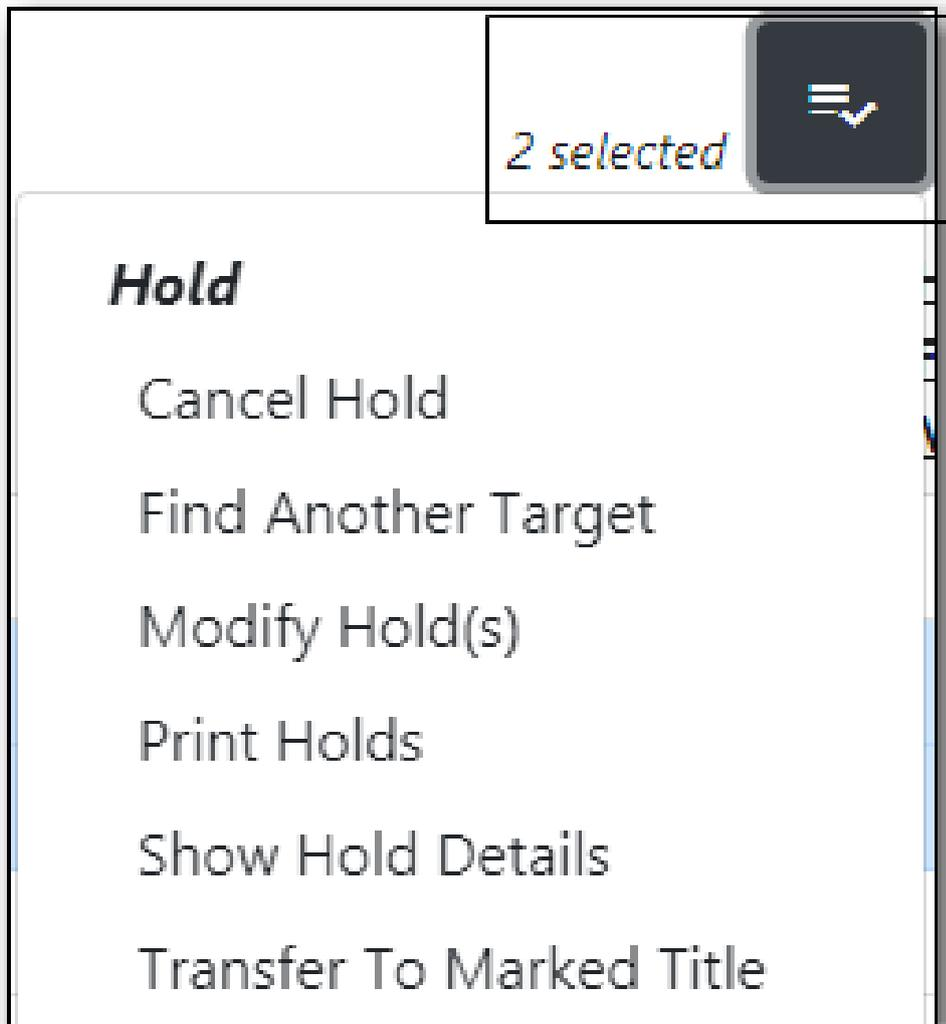 2 selected
Hold
Cancel Hold
Find Another Target
Modify Hold(s)
Print Holds
Show Hold Details
Transfer To Marked Title